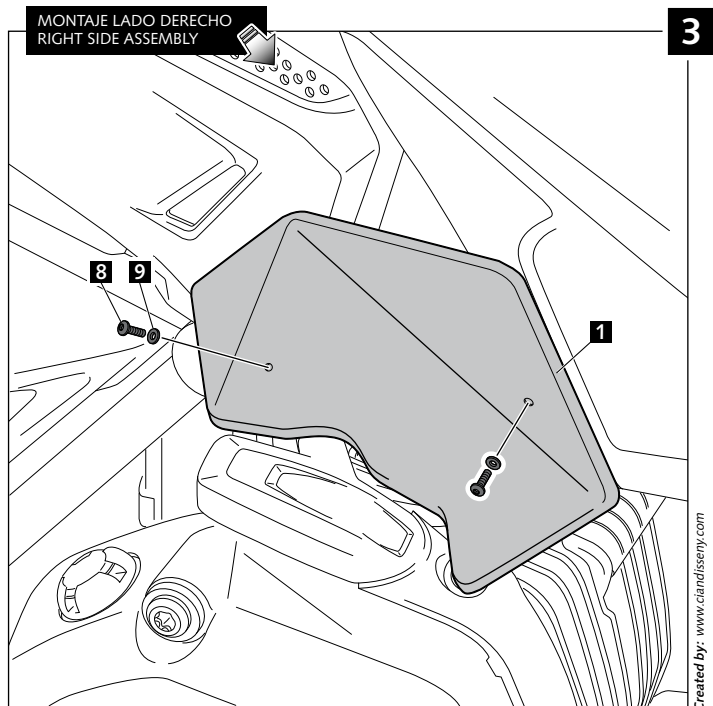 MONTAJE LADO DERECHO
RIGHT SIDE ASSEMBLY
3
8 9
1
Created by: www.ciandisseny.com